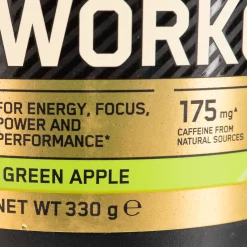 WORK
FOR ENERGY, FOCUS,
POWER AND
PERFORMANCE*
175 mg▲
CAFFEINE FROM
NATURAL SOURCES
GREEN APPLE
NET WT 330 g ℮